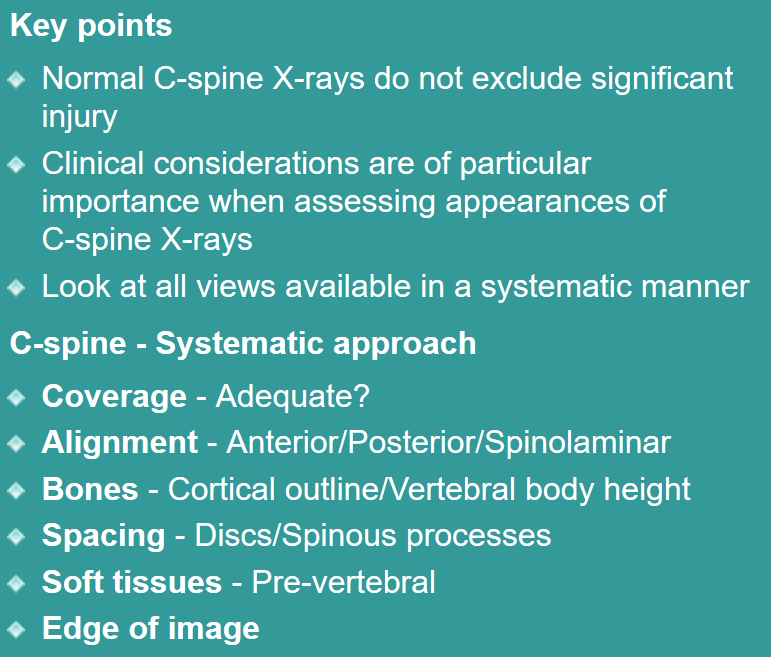 Key points
Normal C-spine X-rays do not exclude significant
injury
Clinical considerations are of particular
importance when assessing appearances of
C-spine X-rays
Look at all views available in a systematic manner
C-spine - Systematic approach
Coverage - Adequate?
Alignment - Anterior/Posterior/Spinolaminar
Bones - Cortical outline/Vertebral body height
Spacing - Discs/Spinous processes
Soft tissues - Pre-vertebral
Edge of image